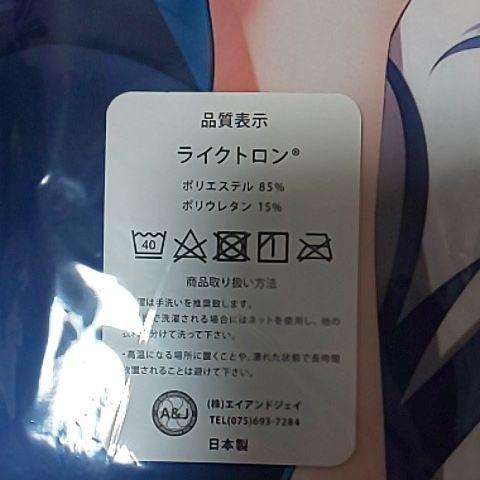 品質表示
ライクトロン®
ポリエステル 85%
ポリウレタン 15%
40
商品取り扱い方法
濯は手洗いを推奨致します。
で洗濯される場合にはネットを使用し、他の
分けて洗って下さい。
・高温になる場所に置くことや、濡れた状態で長時間
放置されることは避けて下さい。
A&J
(株)エイアンドジェイ
TEL(075)693-7284
日本製